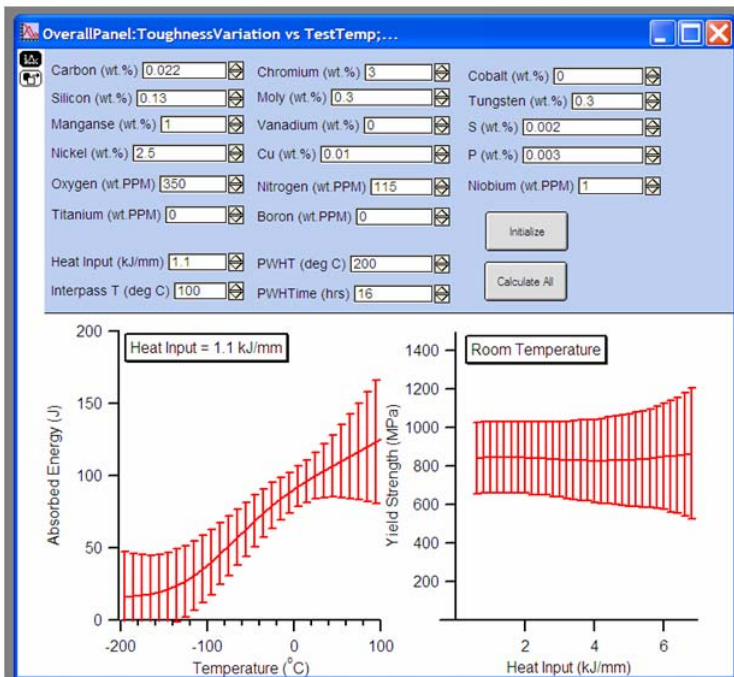 OverallPanel:ToughnessVariation vs TestTemp;...
Carbon (wt.%) 0.022 Chromium (wt.%) 3 Cobalt (wt.%) 0
Silicon (wt.%) 0.13 Moly (wt.%) 0.3 Tungsten (wt.%) 0.3
Manganse (wt.%) 1 Vanadium (wt.%) 0 S (wt.%) 0.002
Nickel (wt.%) 2.5 Cu (wt.%) 0.01 P (wt.%) 0.003
Oxygen (wt.PPM) 350 Nitrogen (wt.PPM) 115 Niobium (wt.PPM) 1
Titanium (wt.PPM) 0 Boron (wt.PPM) 0
Initialize
Heat Input (kJ/mm) 1.1 PWHT (deg C) 200
Calculate All
Interpass T (deg C) 100 PWHTime (hrs) 16
Heat Input = 1.1 kJ/mm
Absorbed Energy (J)
200
150
100
50
0
-200 -100 0 100
Temperature (°C)
Room Temperature
Yield Strength (MPa)
1400
1200
1000
800
600
400
200
2 4 6
Heat Input (kJ/mm)